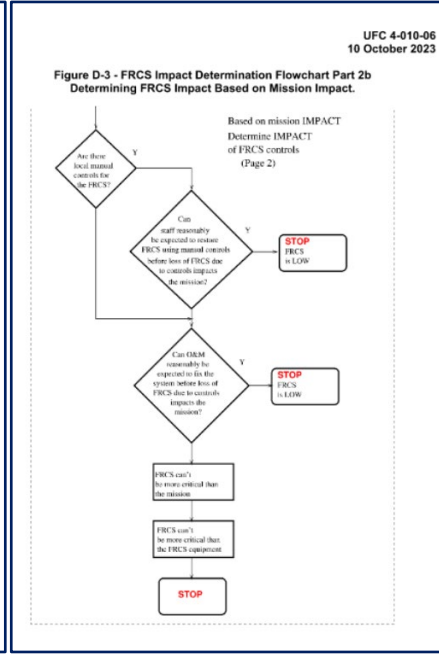 UFC 4-010-06
10 October 2023
Figure D-3 - FRCS Impact Determination Flowchart Part 2b
Determining FRCS Impact Based on Mission Impact.
Based on mission IMPACT
Determine IMPACT
of FRCS controls
(Page 2)
Are there
local manual
controls for
the FRCS?
Y
Can
staff reasonably
be expected to restore
FRCS using manual controls
before loss of FRCS due
to controls impacts
the mission?
Y
STOP
FRCS
is LOW
Can O&M
reasonably be
expected to fix the
system before loss of
FRCS due to controls
impacts the
mission?
Y
STOP
FRCS
is LOW
FRCS can't
be more critical than
the mission
FRCS can't
be more critical than
the FRCS equipment
STOP